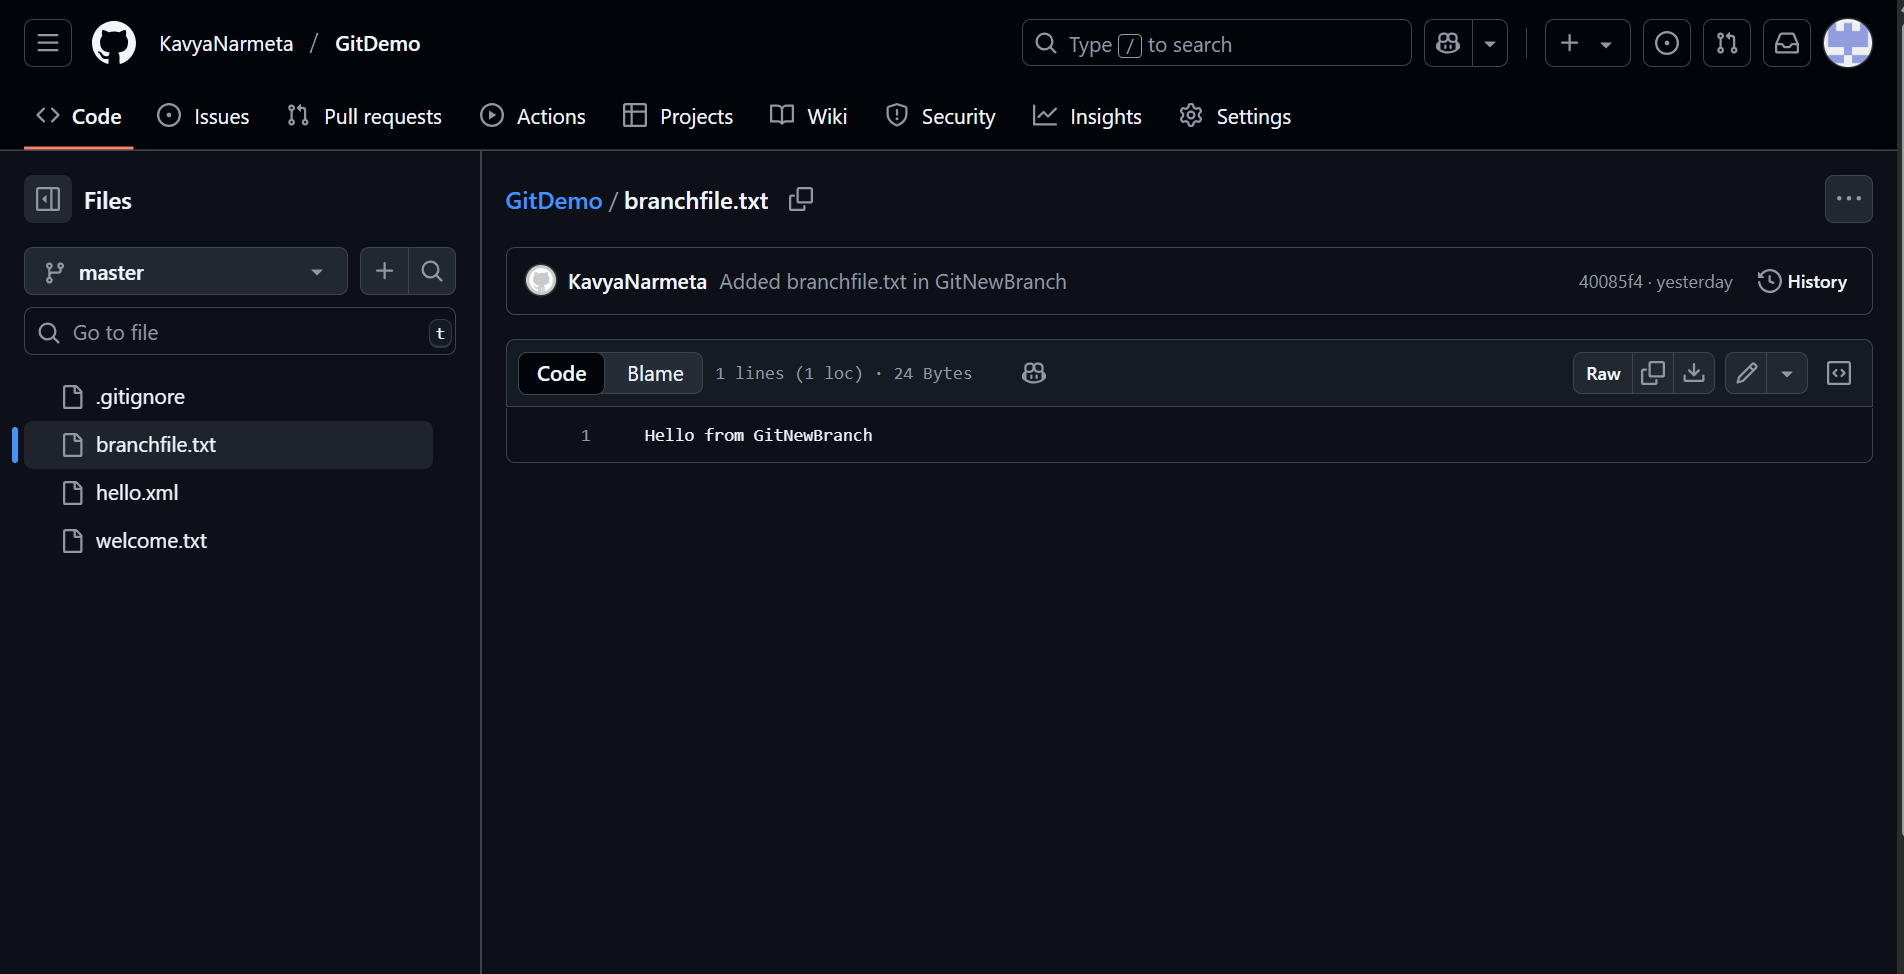 KavyaNarmeta / GitDemo
Type / to search
Code Issues Pull requests Actions Projects Wiki Security Insights Settings
Files
master
Go to file t
.gitignore
branchfile.txt
hello.xml
welcome.txt
GitDemo / branchfile.txt
KavyaNarmeta Added branchfile.txt in GitNewBranch 40085f4 · yesterday History
Code Blame 1 lines (1 loc) · 24 Bytes Raw
1 Hello from GitNewBranch